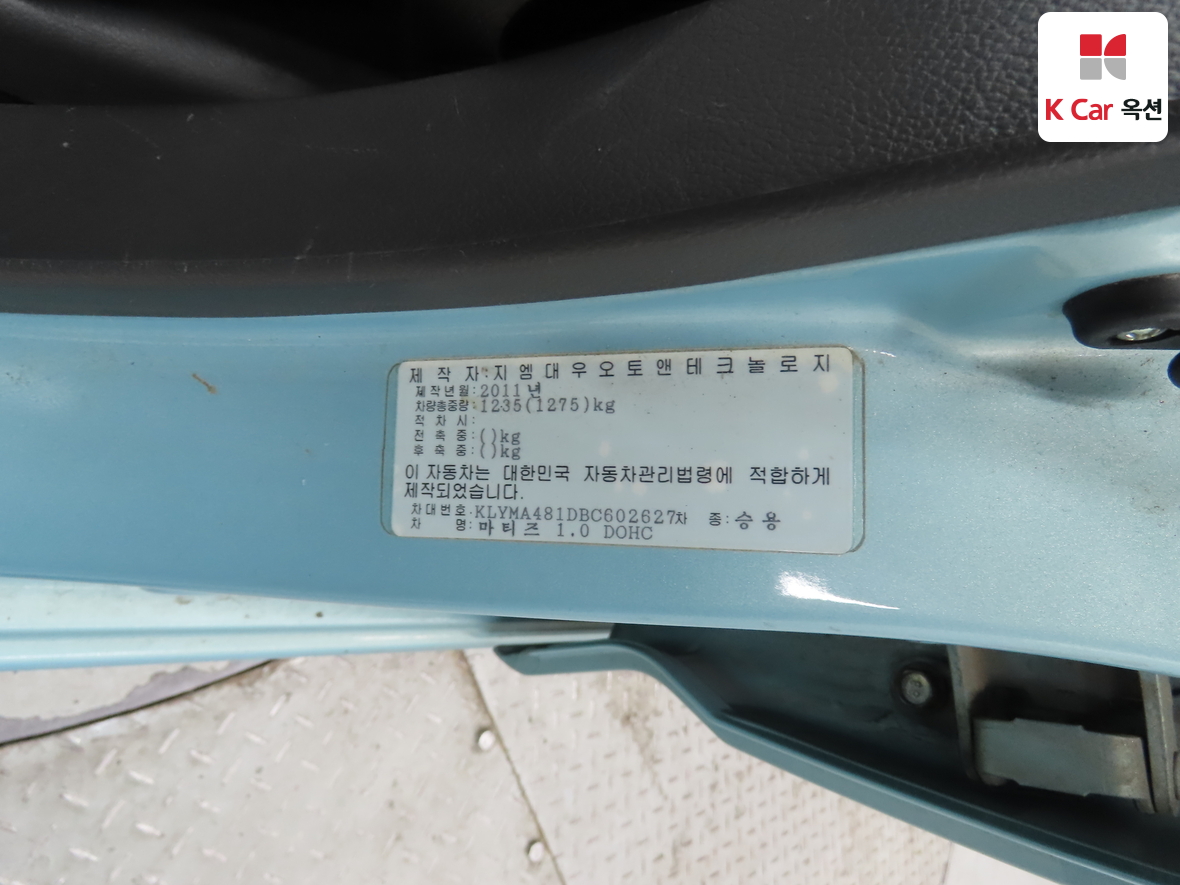 K Car 옥션
제 작 자:지 엠 대 우 오 토 앤 테 크 놀 로 지
제작년월:2011년
차량총중량:1235(1275)kg
적 차 시:
전 축 중:( )kg
후 축 중:( )kg
이 자동차는 대한민국 자동차관리법령에 적합하게
제작되었습니다.
차대번호:KLYMA481DBC602627차 종:승용
차 명:마티즈 1.0 DOHC